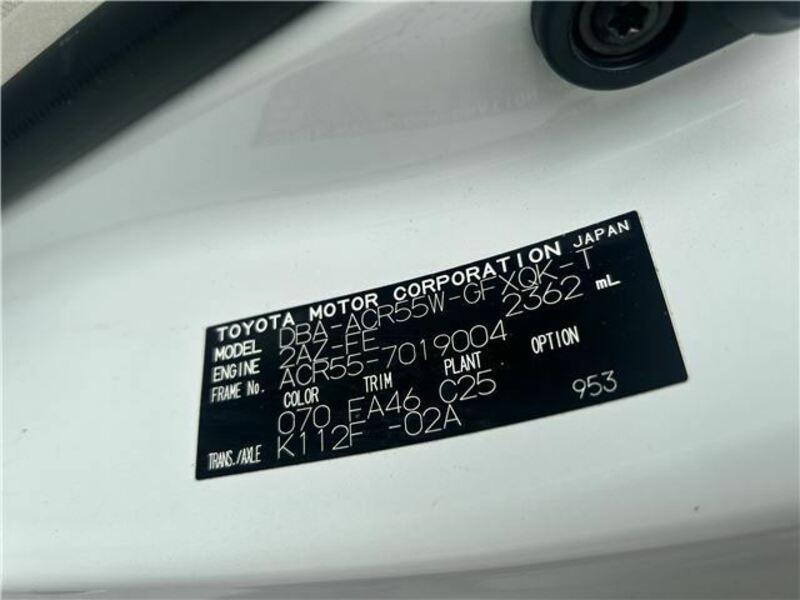 TOYOTA MOTOR CORPORATION JAPAN
MODEL DBA-ACR55W-GFXQK-T
ENGINE 2AZ-FE 2362 mL
FRAME No. ACR55-7019004
COLOR TRIM PLANT OPTION
070 FA46 C25 953
TRANS./AXLE K112F -02A